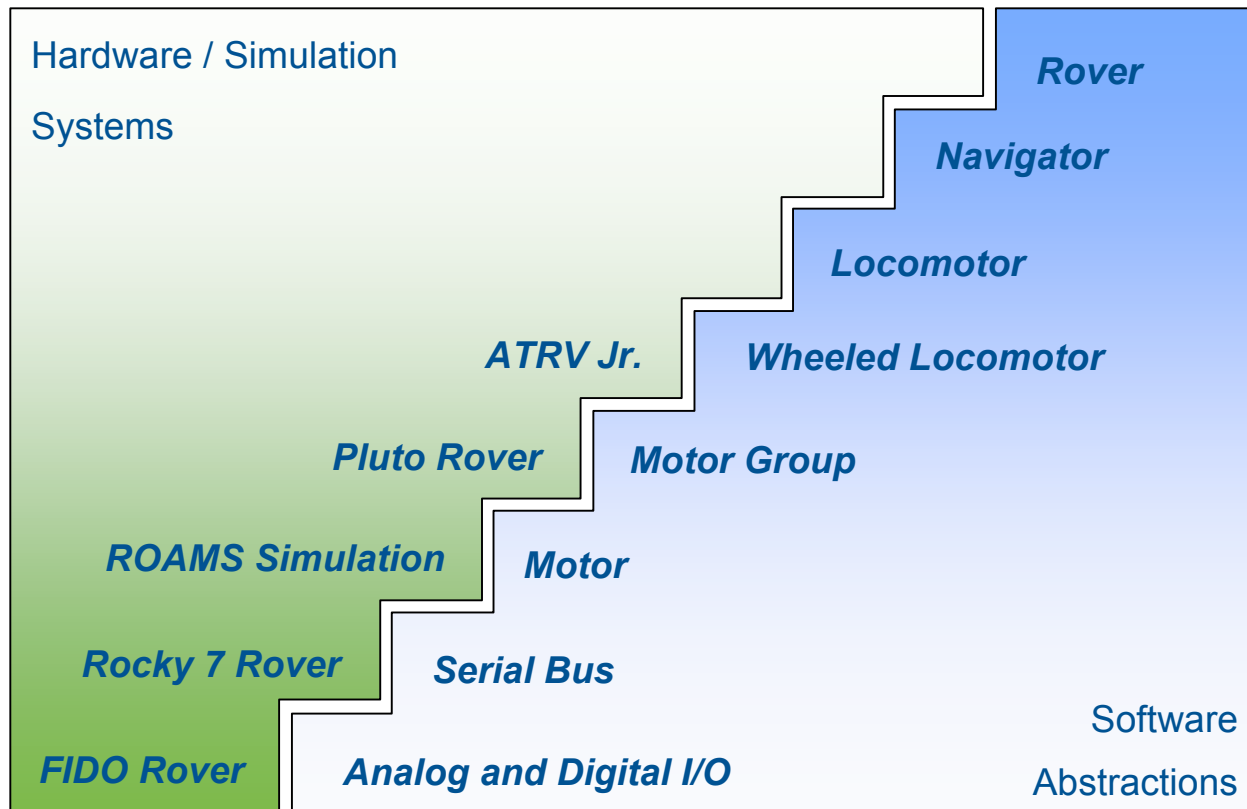 Hardware / Simulation
Systems
Rover
Navigator
Locomotor
ATRV Jr.
Wheeled Locomotor
Pluto Rover
Motor Group
ROAMS Simulation
Motor
Rocky 7 Rover
Serial Bus
FIDO Rover
Analog and Digital I/O
Software
Abstractions